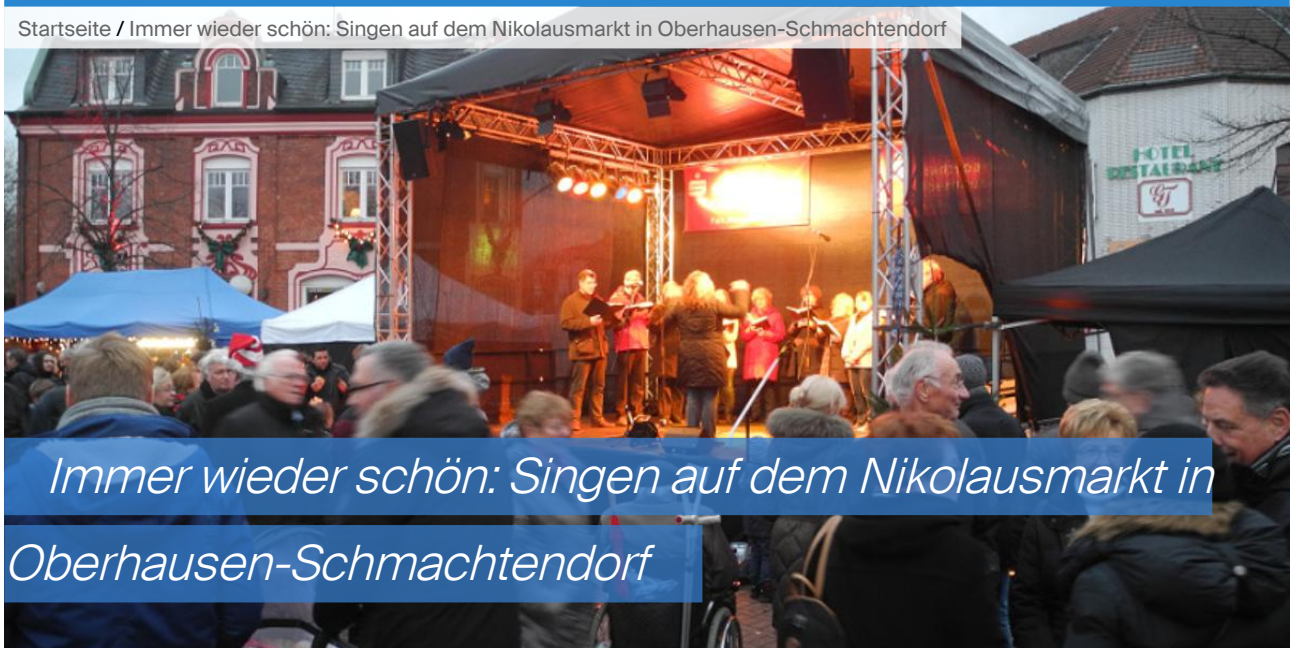 Startseite / Immer wieder schön: Singen auf dem Nikolausmarkt in Oberhausen-Schmachtendorf
HOTEL
RESTAURANT
Immer wieder schön: Singen auf dem Nikolausmarkt in
Oberhausen-Schmachtendorf